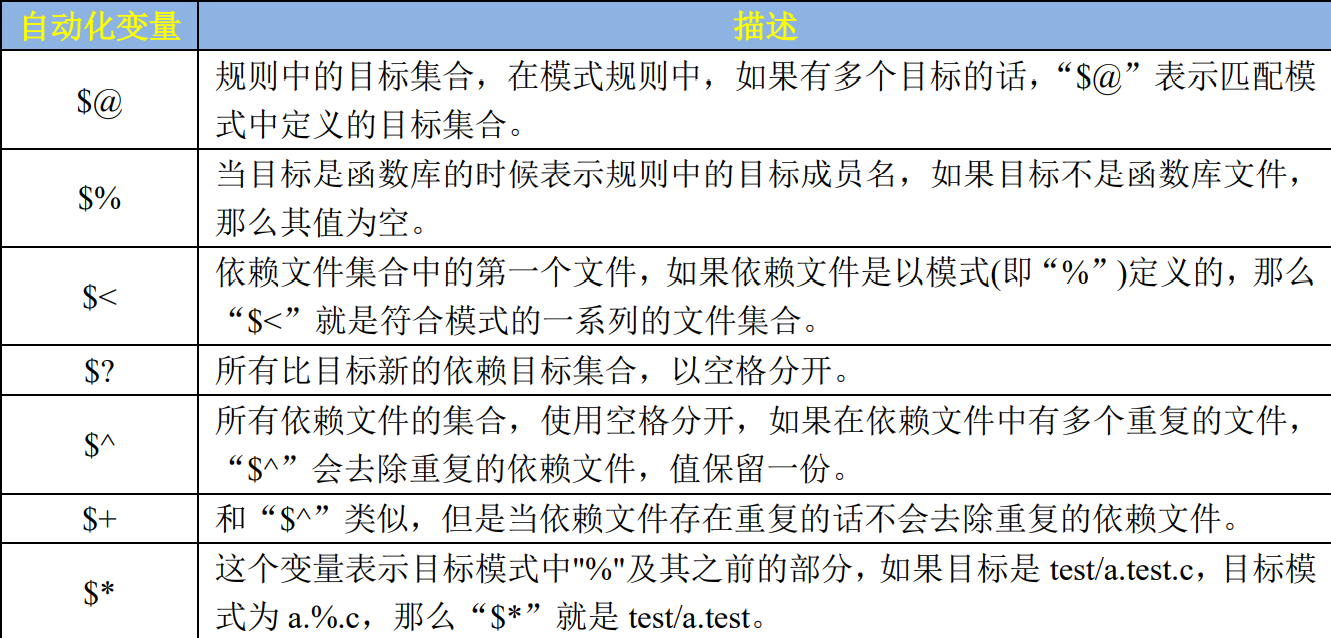 自动化变量 描述
$@ 规则中的目标集合，在模式规则中，如果有多个目标的话，“$@”表示匹配模
式中定义的目标集合。
$% 当目标是函数库的时候表示规则中的目标成员名，如果目标不是函数库文件，
那么其值为空。
$< 依赖文件集合中的第一个文件，如果依赖文件是以模式(即“%”)定义的，那么
“$<”就是符合模式的一系列的文件集合。
$? 所有比目标新的依赖目标集合，以空格分开。
$^ 所有依赖文件的集合，使用空格分开，如果在依赖文件中有多个重复的文件，
“$^”会去除重复的依赖文件，值保留一份。
$+ 和“$^”类似，但是当依赖文件存在重复的话不会去除重复的依赖文件。
$* 这个变量表示目标模式中"%"及其之前的部分，如果目标是 test/a.test.c，目标模
式为 a.%.c，那么“$*”就是 test/a.test。